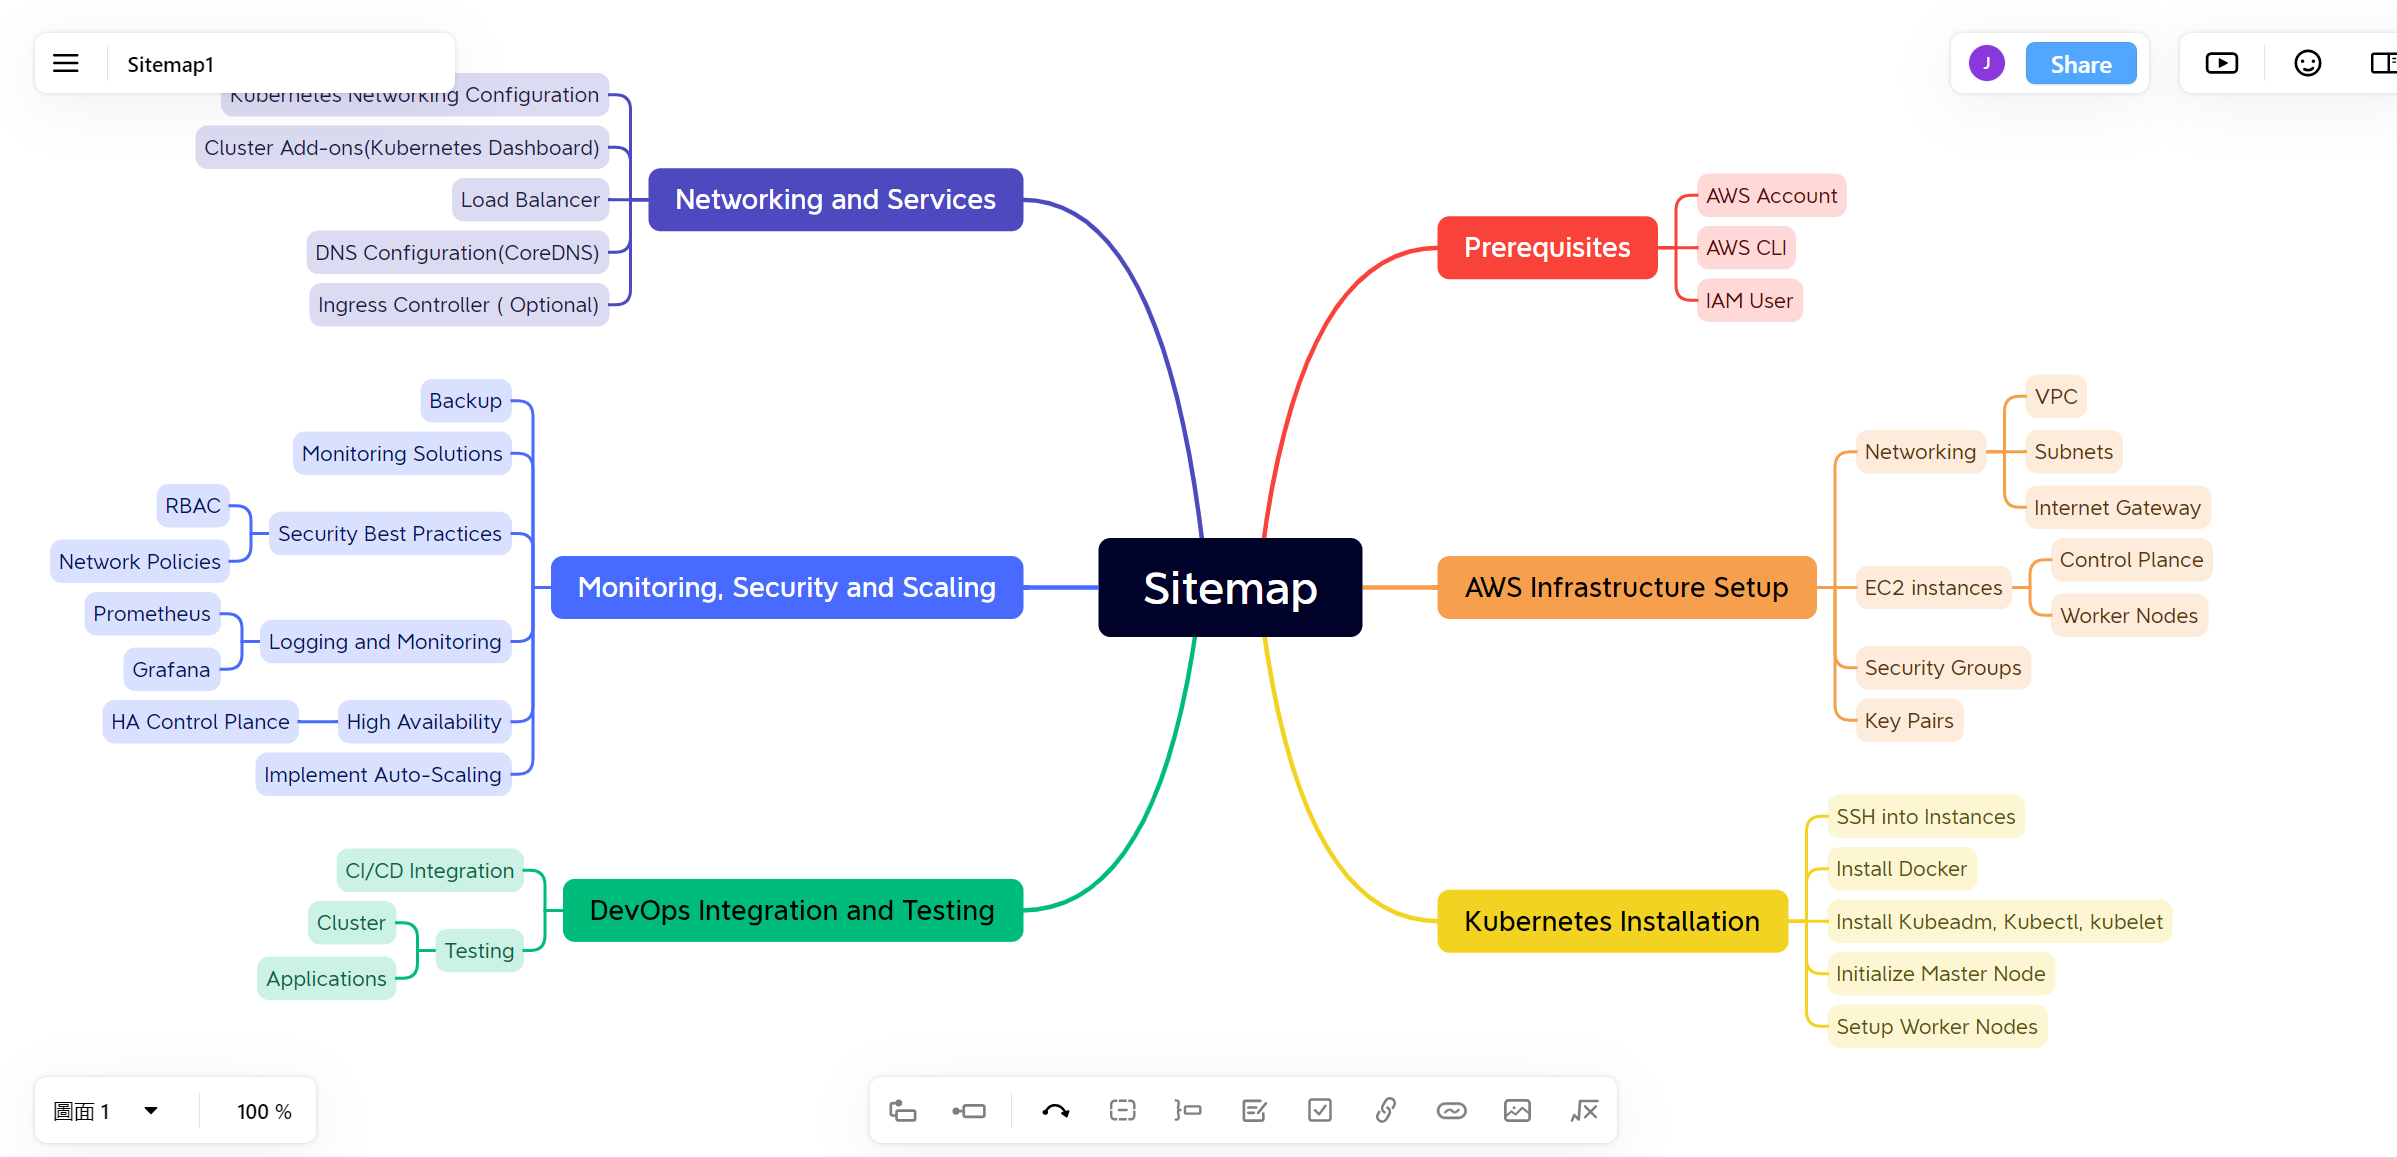 Sitemap1
J
Share
Kubernetes Networking Configuration
Cluster Add-ons(Kubernetes Dashboard)
Load Balancer
DNS Configuration(CoreDNS)
Ingress Controller ( Optional)
Networking and Services
Prerequisites
AWS Account
AWS CLI
IAM User
Backup
Monitoring Solutions
RBAC
Network Policies
Security Best Practices
Prometheus
Grafana
Logging and Monitoring
HA Control Plance
High Availability
Implement Auto-Scaling
Monitoring, Security and Scaling
Sitemap
AWS Infrastructure Setup
Networking
VPC
Subnets
Internet Gateway
EC2 instances
Control Plance
Worker Nodes
Security Groups
Key Pairs
CI/CD Integration
Cluster
Applications
Testing
DevOps Integration and Testing
Kubernetes Installation
SSH into Instances
Install Docker
Install Kubeadm, Kubectl, kubelet
Initialize Master Node
Setup Worker Nodes
圖面 1
100 %